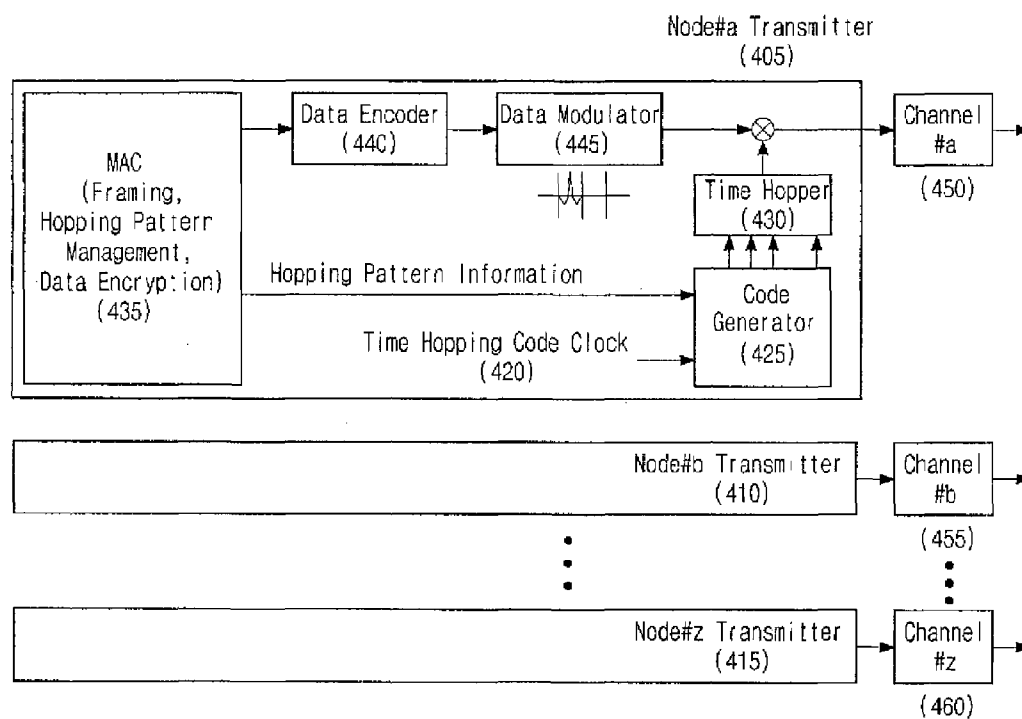 Node#a Transmitter
(405)
MAC
(Framing,
Hopping Pattern
Management,
Data Encryption)
(435)
Data Encoder
(440)
Data Modulator
(445)
Time Hopper
(430)
Channel
#a
(450)
Hopping Pattern Information
Time Hopping Code Clock
(420)
Code
Generator
(425)
Node#b Transmitter
(410)
Channel
#b
(455)
Node#z Transmitter
(415)
Channel
#z
(460)